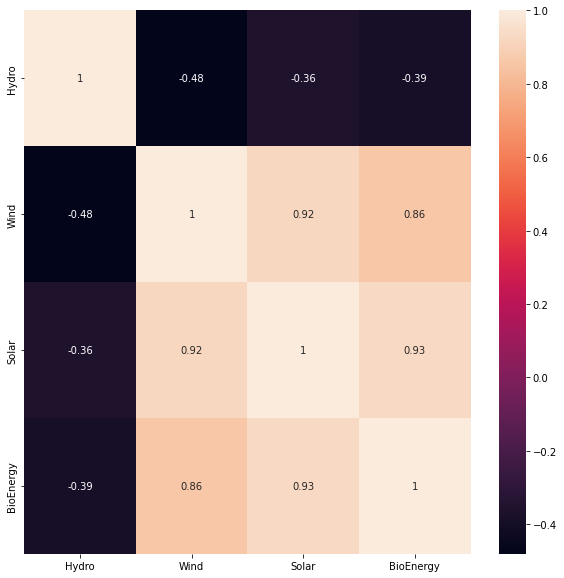 Hydro 1 -0.48 -0.36 -0.39
Wind -0.48 1 0.92 0.86
Solar -0.36 0.92 1 0.93
BioEnergy -0.39 0.86 0.93 1
Hydro Wind Solar BioEnergy
1.0
0.8
0.6
0.4
0.2
0.0
−0.2
−0.4